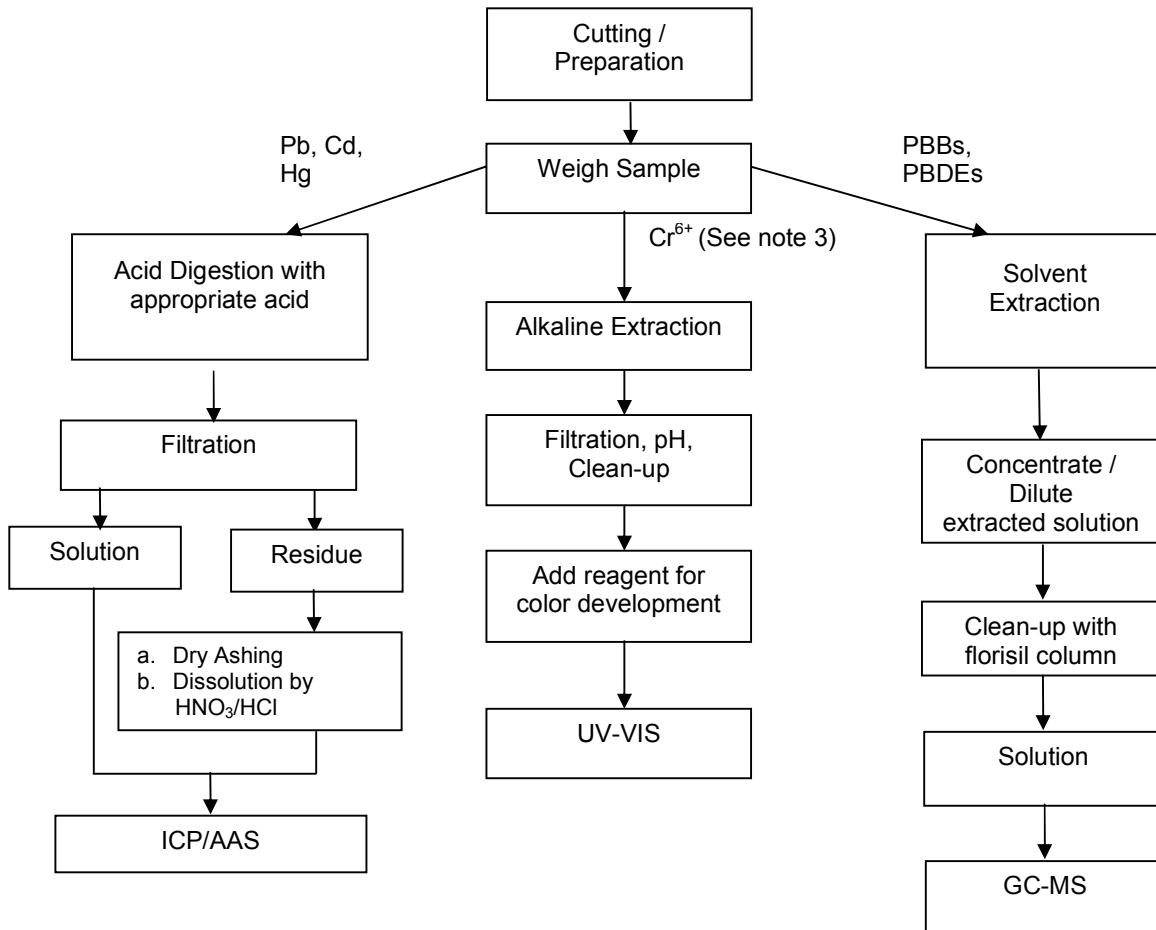 Cutting /
Preparation
Pb, Cd,
Hg
Weigh Sample
PBBs,
PBDEs
Cr⁶⁺ (See note 3)
Acid Digestion with
appropriate acid
Alkaline Extraction
Solvent
Extraction
Filtration
Filtration, pH,
Clean-up
Concentrate /
Dilute
extracted solution
Solution
Residue
Add reagent for
color development
Clean-up with
florisil column
a. Dry Ashing
b. Dissolution by
HNO₃/HCl
UV-VIS
Solution
ICP/AAS
GC-MS